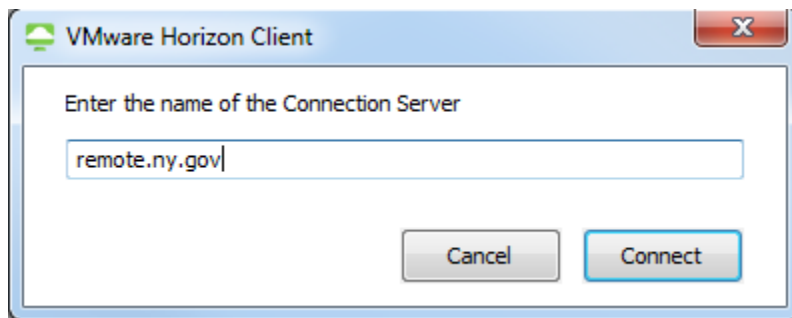 VMware Horizon Client
Enter the name of the Connection Server
remote.ny.gov
Cancel Connect